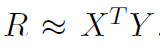 R ≈ X^T Y.